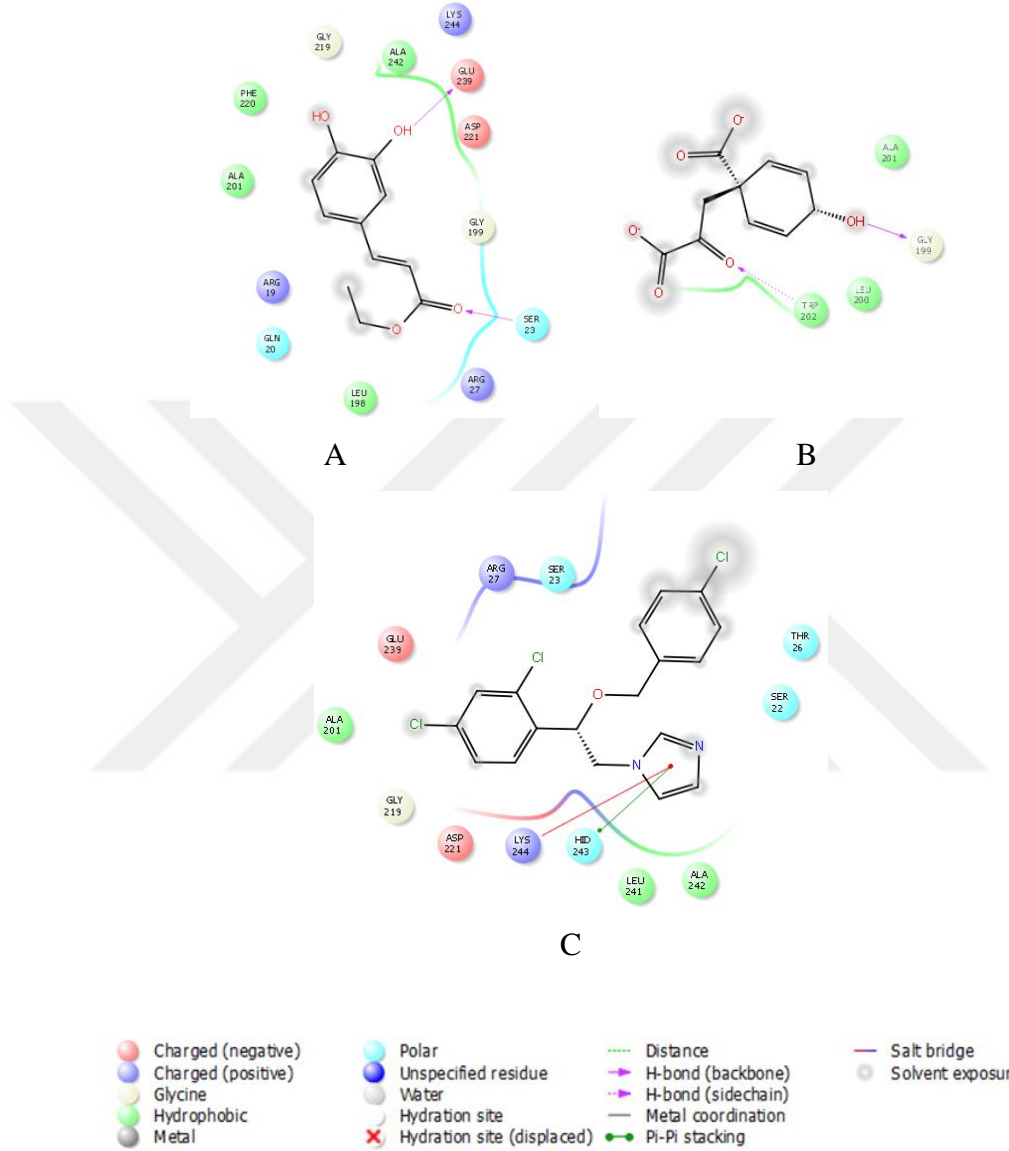 LYS
244
GLY
219
ALA
242
GLU
239
PHE
220
HO
OH
ASP
221
ALA
201
GLY
199
ARG
19
GLN
20
O
O
SER
23
ARG
27
LEU
198
A
O-
O
ALA
201
O-
OH
GLY
199
O
O
LEU
200
TRP
202
B
ARG
27
SER
23
Cl
GLU
239
THR
26
Cl
O
SER
22
ALA
201
Cl
N
N
GLY
219
ASP
221
LYS
244
HID
243
LEU
241
ALA
242
C
Charged (negative)
Charged (positive)
Glycine
Hydrophobic
Metal
Polar
Unspecified residue
Water
Hydration site
Hydration site (displaced)
Distance
H-bond (backbone)
H-bond (sidechain)
Metal coordination
Pi-Pi stacking
Salt bridge
Solvent exposur